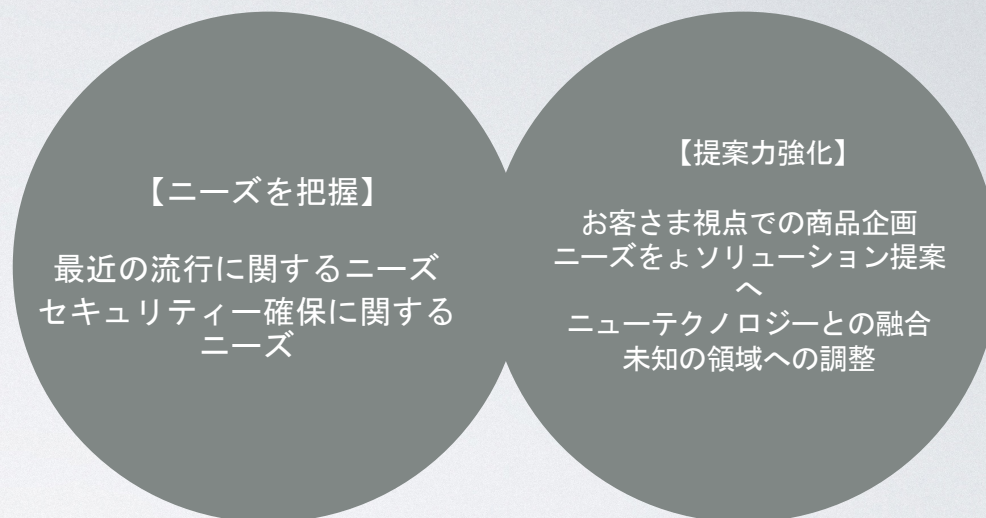 【ニーズを把握】
最近の流行に関するニーズ
セキュリティー確保に関する
ニーズ
【提案力強化】
お客さま視点での商品企画
ニーズをょソリューション提案
へ
ニューテクノロジーとの融合
未知の領域への調整